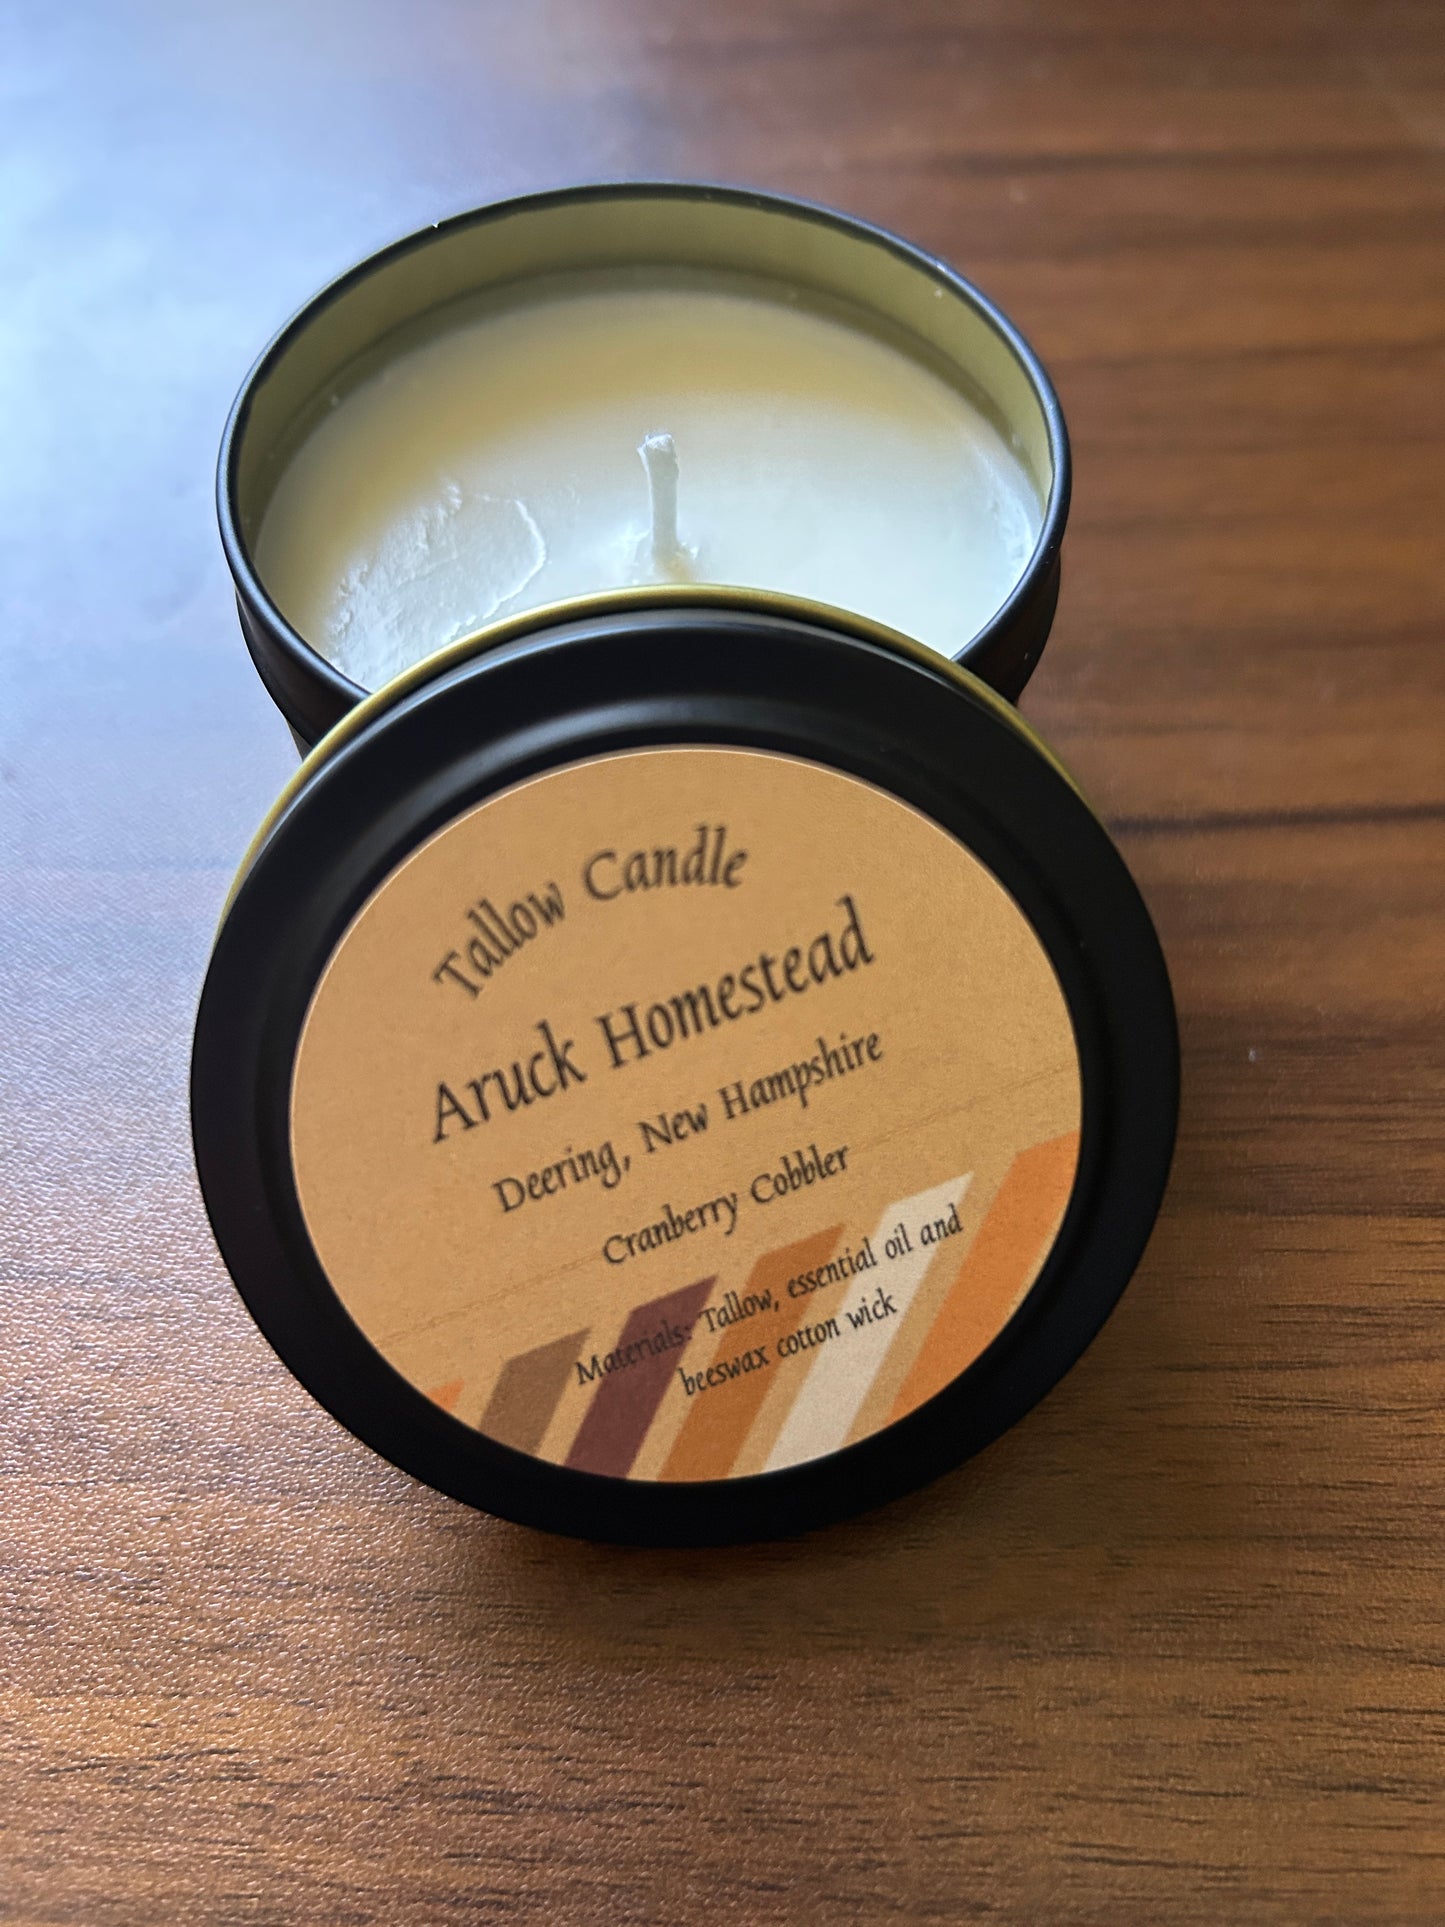 Tallow Candle
Aruck Homestead
Deering, New Hampshire
Cranberry Cobbler
Materials: Tallow, essential oil and
beeswax cotton wick